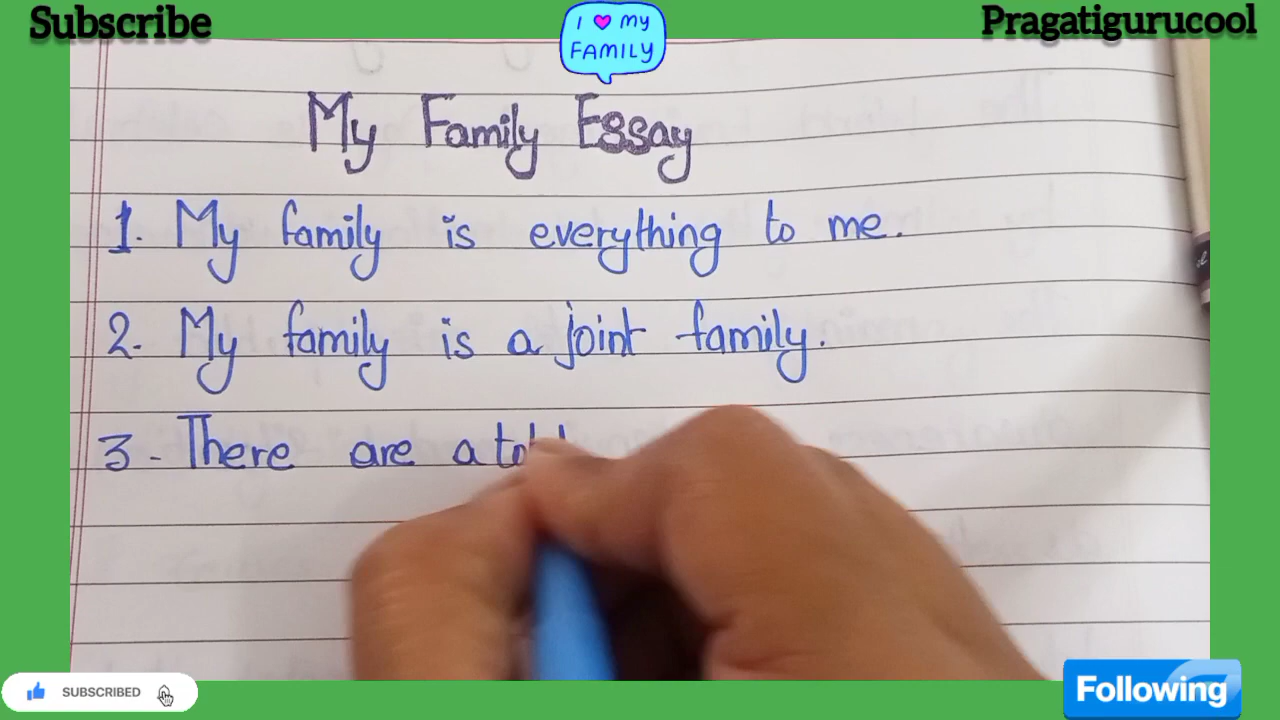 Subscribe
I ♥ my
FAMILY
Pragatigurucool
My Family Essay
1. My family is everything to me.
2. My family is a joint family.
3 - There are a
SUBSCRIBED
Following